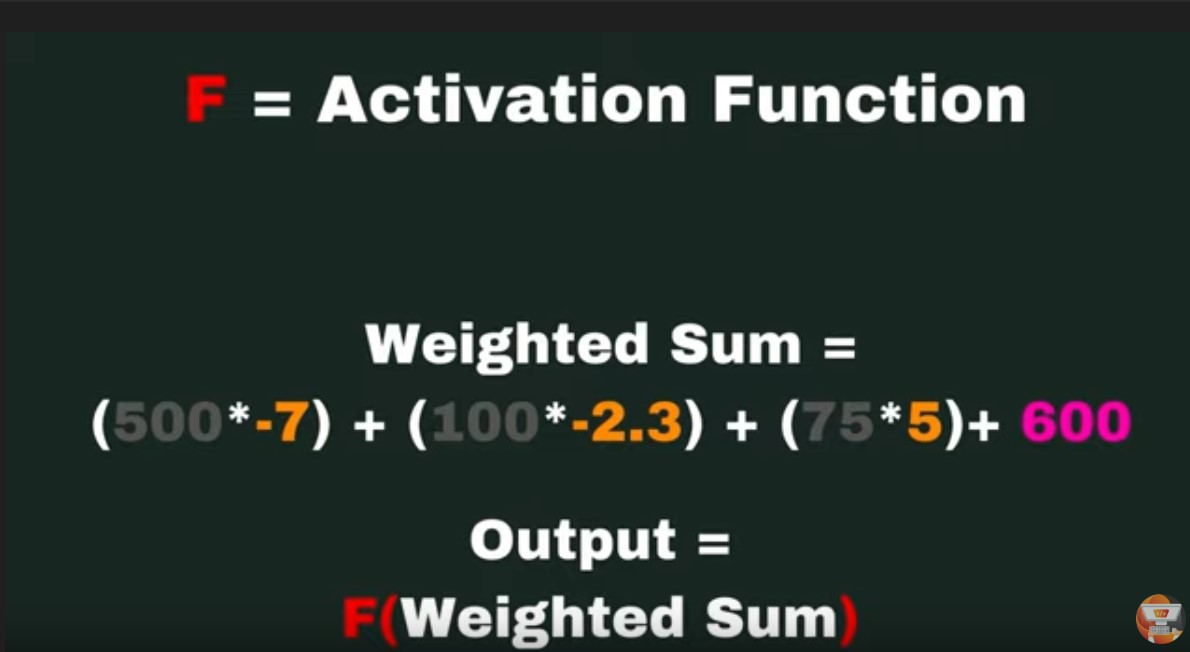 F = Activation Function
Weighted Sum =
(500*-7) + (100*-2.3) + (75*5)+ 600
Output =
F(Weighted Sum)